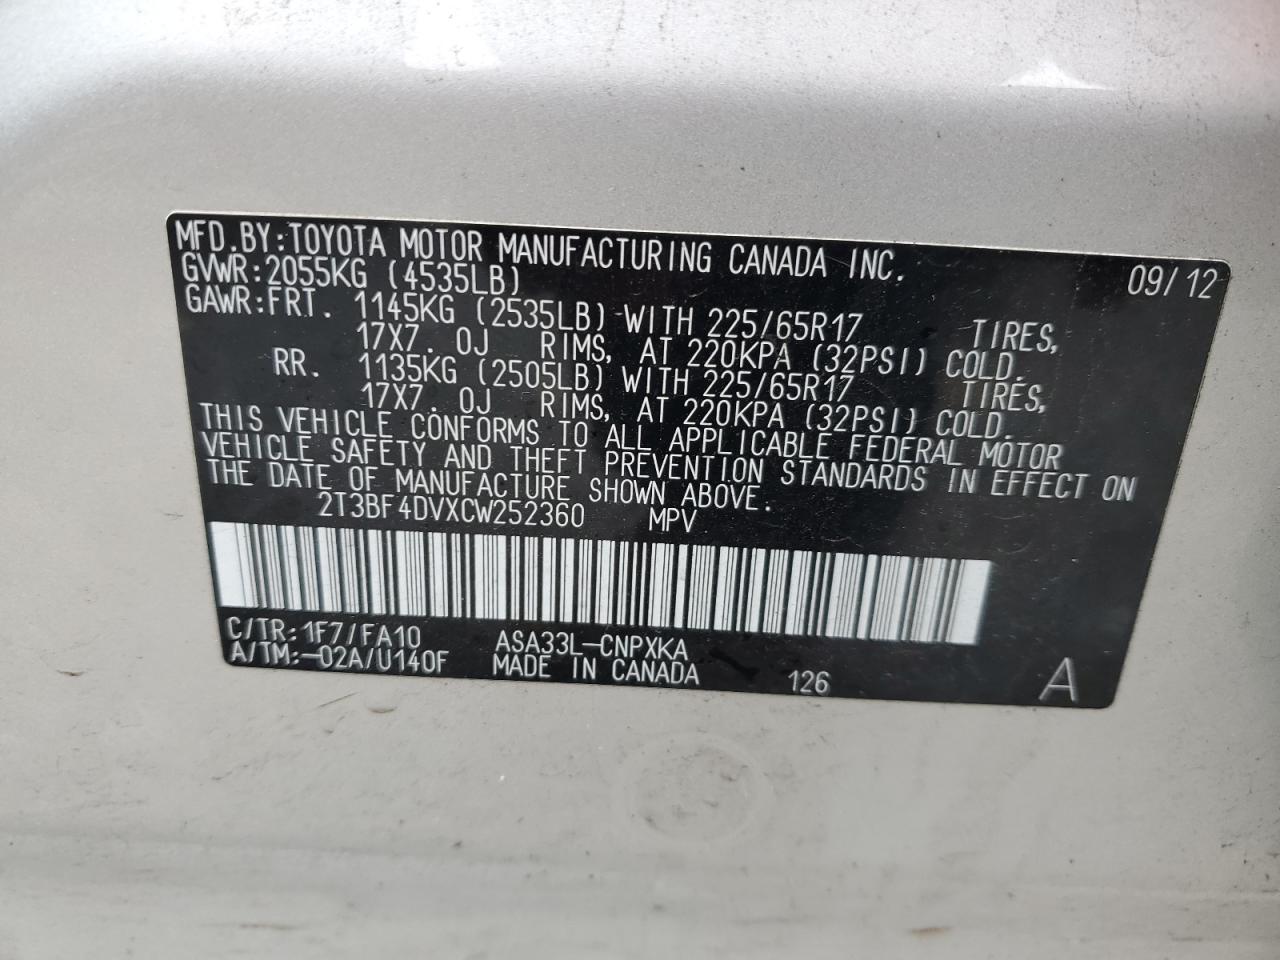 MFD.BY:TOYOTA MOTOR MANUFACTURING CANADA INC. 09/12
GVWR:2055KG (4535LB)
GAWR:FRT. 1145KG (2535LB) WITH 225/65R17 TIRES,
17X7.0J RIMS, AT 220KPA (32PSI) COLD.
RR. 1135KG (2505LB) WITH 225/65R17 TIRES,
17X7.0J RIMS, AT 220KPA (32PSI) COLD.
THIS VEHICLE CONFORMS TO ALL APPLICABLE FEDERAL MOTOR
VEHICLE SAFETY AND THEFT PREVENTION STANDARDS IN EFFECT ON
THE DATE OF MANUFACTURE SHOWN ABOVE.
2T3BF4DVXCW252360 MPV
C/TR:1F7/FA10 ASA33L-CNPXKA
A/TM:-02A/U140F MADE IN CANADA 126 A